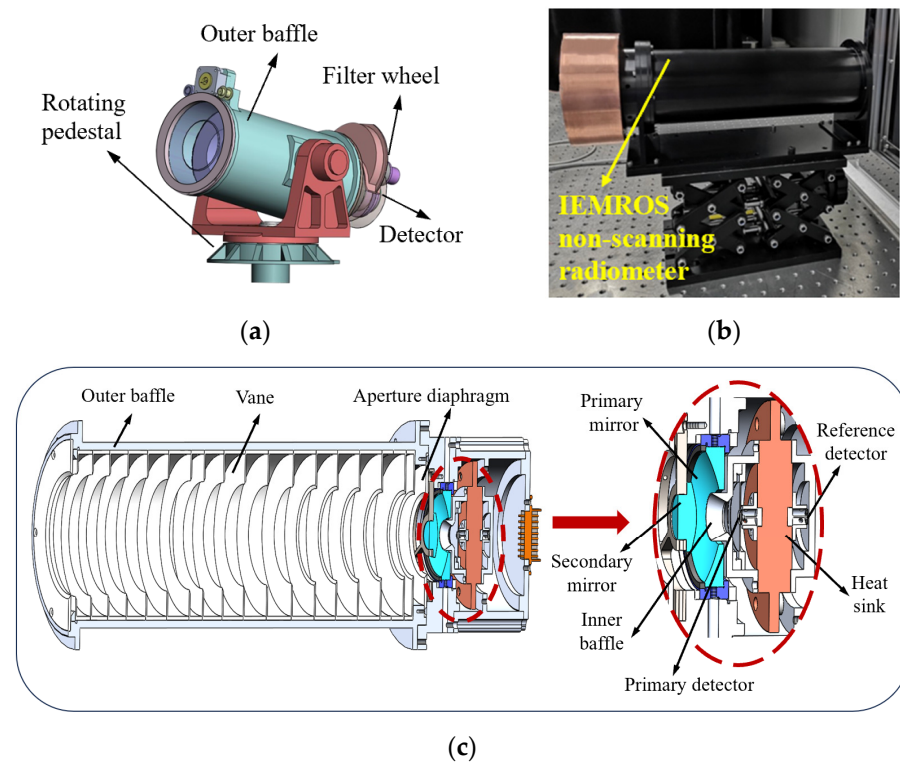 Outer baffle
Filter wheel
Rotating
pedestal
Detector
(a)
IEMROS
non-scanning
radiometer
(b)
Outer baffle
Vane
Aperture diaphragm
Primary
mirror
Reference
detector
Secondary
mirror
Heat
sink
Inner
baffle
Primary detector
(c)